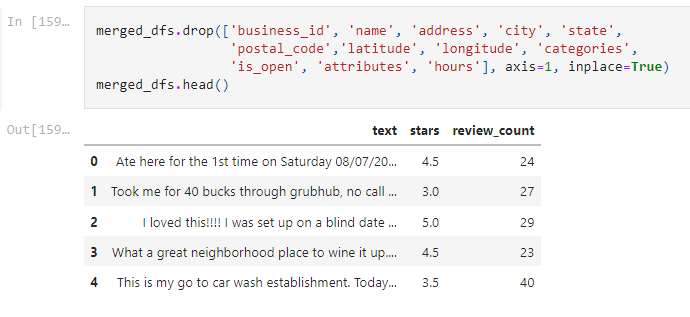 In [159…
merged_dfs.drop(['business_id', 'name', 'address', 'city', 'state',
'postal_code','latitude', 'longitude', 'categories',
'is_open', 'attributes', 'hours'], axis=1, inplace=True)
merged_dfs.head()
Out[159…
text stars review_count
0 Ate here for the 1st time on Saturday 08/07/20... 4.5 24
1 Took me for 40 bucks through grubhub, no call ... 3.0 27
2 I loved this!!!! I was set up on a blind date ... 5.0 29
3 What a great neighborhood place to wine it up.... 4.5 23
4 This is my go to car wash establishment. Today... 3.5 40